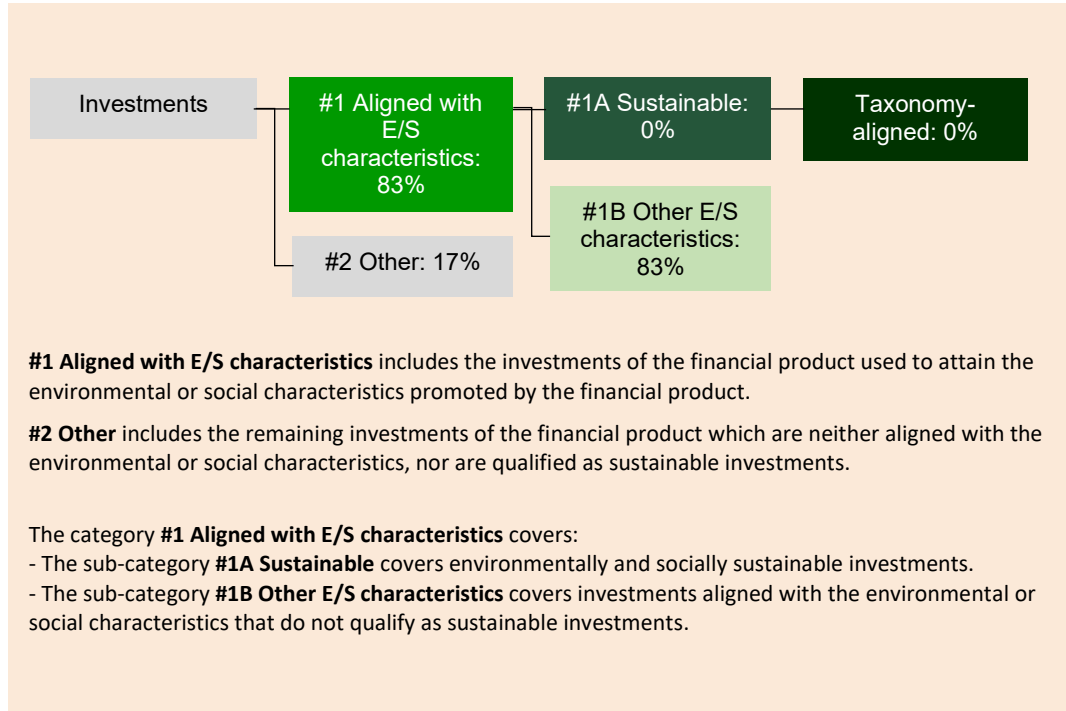 Investments
#1 Aligned with
E/S
characteristics:
83%
#1A Sustainable:
0%
Taxonomy-
aligned: 0%
#2 Other: 17%
#1B Other E/S
characteristics:
83%
#1 Aligned with E/S characteristics includes the investments of the financial product used to attain the
environmental or social characteristics promoted by the financial product.
#2 Other includes the remaining investments of the financial product which are neither aligned with the
environmental or social characteristics, nor are qualified as sustainable investments.
The category #1 Aligned with E/S characteristics covers:
- The sub-category #1A Sustainable covers environmentally and socially sustainable investments.
- The sub-category #1B Other E/S characteristics covers investments aligned with the environmental or
social characteristics that do not qualify as sustainable investments.